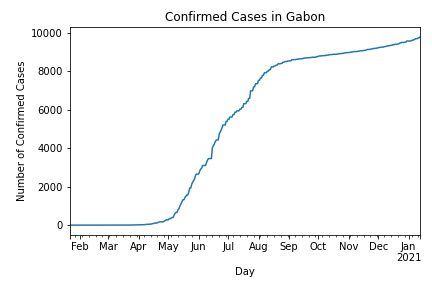 Confirmed Cases in Gabon
10000
8000
6000
4000
2000
0
Number of Confirmed Cases
Feb Mar Apr May Jun Jul Aug Sep Oct Nov Dec Jan
2021
Day